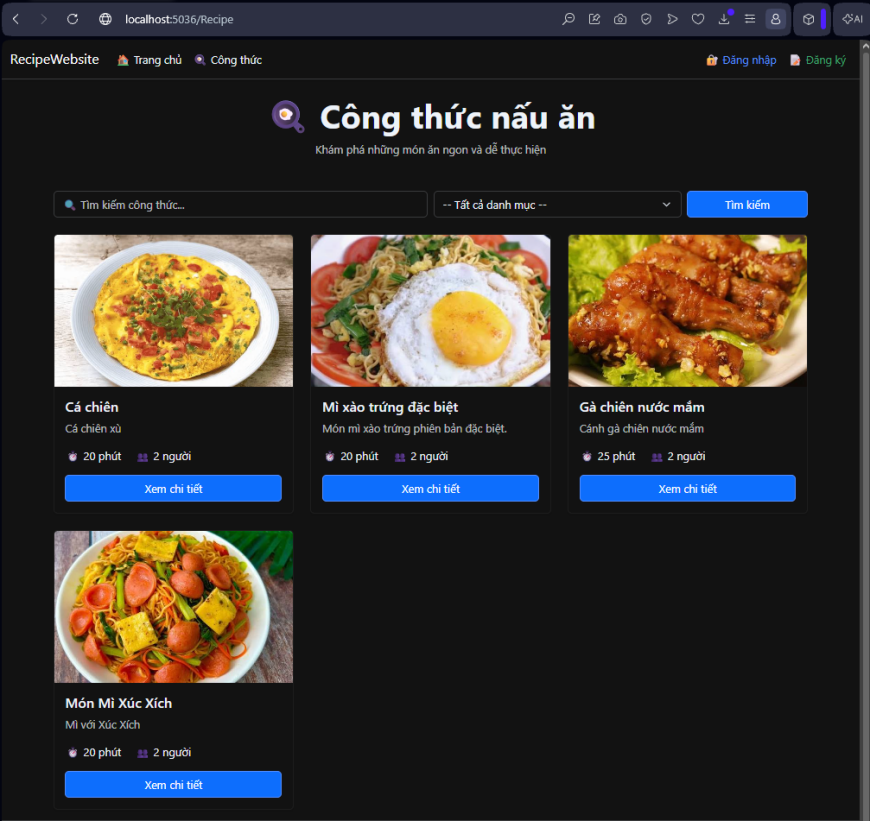 localhost:5036/Recipe
AI
RecipeWebsite Trang chủ Công thức Đăng nhập Đăng ký
Công thức nấu ăn
Khám phá những món ăn ngon và dễ thực hiện
Tìm kiếm công thức... -- Tất cả danh mục -- Tìm kiếm
Cá chiên
Cá chiên xù
20 phút 2 người
Xem chi tiết
Mì xào trứng đặc biệt
Món mì xào trứng phiên bản đặc biệt.
20 phút 2 người
Xem chi tiết
Gà chiên nước mắm
Cánh gà chiên nước mắm
25 phút 2 người
Xem chi tiết
Món Mì Xúc Xích
Mì với Xúc Xích
20 phút 2 người
Xem chi tiết